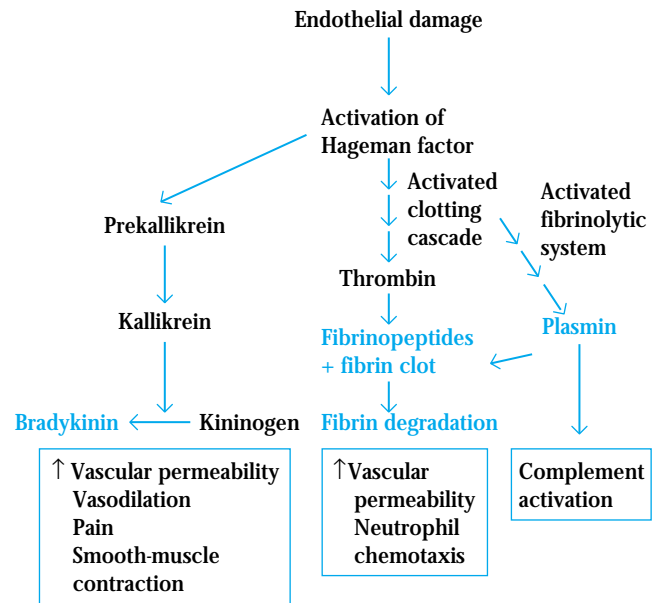 Endothelial damage
Activation of
Hageman factor
Activated
clotting
cascade
Activated
fibrinolytic
system
Prekallikrein
Thrombin
Kallikrein
Fibrinopeptides
+ fibrin clot
Plasmin
Bradykinin
Kininogen
Fibrin degradation
↑ Vascular permeability
Vasodilation
Pain
Smooth-muscle
contraction
↑Vascular
permeability
Neutrophil
chemotaxis
Complement
activation